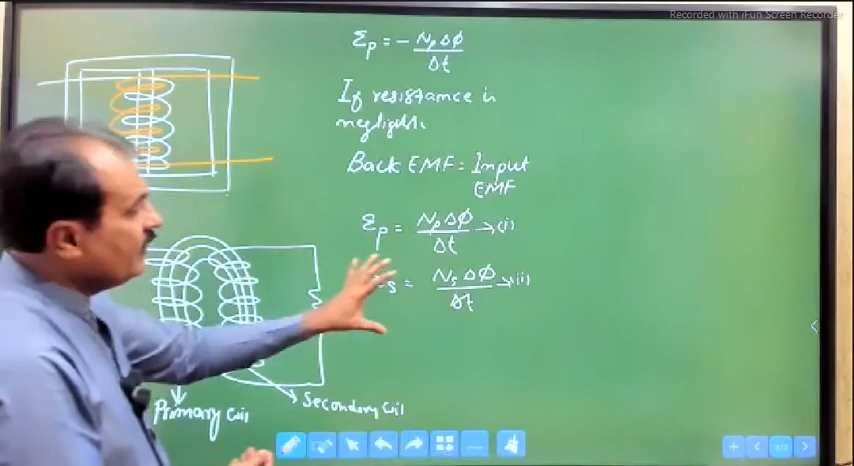 Recorded with iFun Screen Recorder
Ɛp = - Np Δϕ / Δt
If resistance is
negligible
Back EMF = Input
EMF
Ɛp = Np Δϕ / Δt → (i)
s = Ns Δϕ / Δt → (ii)
Primary Coil
Secondary Coil